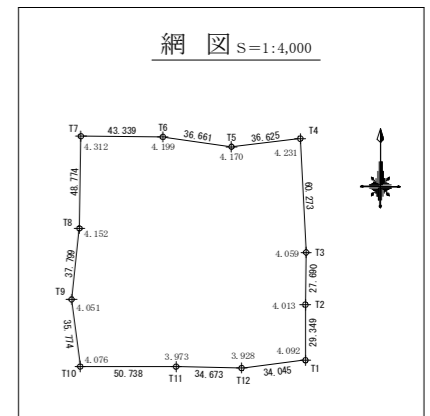 網 図 S=1:4,000
T7 43.339 T6 36.661 T5 36.625 T4
4.312 4.199 4.170 4.231
48.774 60.273
T8 4.152 4.059 T3
37.799 27.690
T9 4.051 4.013 T2
35.774 29.349
4.076 3.973 3.928 4.092
T10 50.738 T11 34.673 T12 34.045 T1